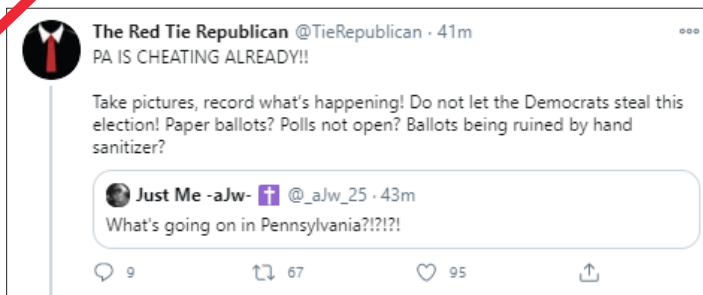 The Red Tie Republican @TieRepublican · 41m
PA IS CHEATING ALREADY!!
Take pictures, record what's happening! Do not let the Democrats steal this
election! Paper ballots? Polls not open? Ballots being ruined by hand
sanitizer?
Just Me -aJw- ✝️ @_aJw_25 · 43m
What's going on in Pennsylvania?!?!?!
9 67 95